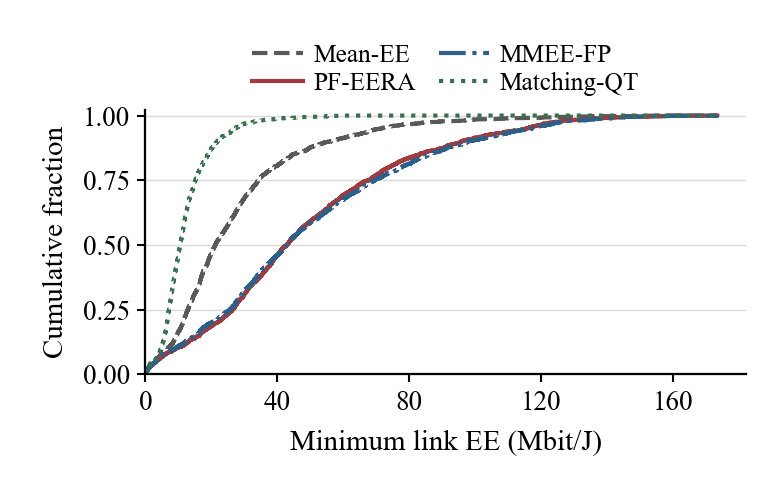 Mean-EE
MMEE-FP
PF-EERA
Matching-QT
1.00
0.75
0.50
0.25
0.00
Cumulative fraction
0
40
80
120
160
Minimum link EE (Mbit/J)